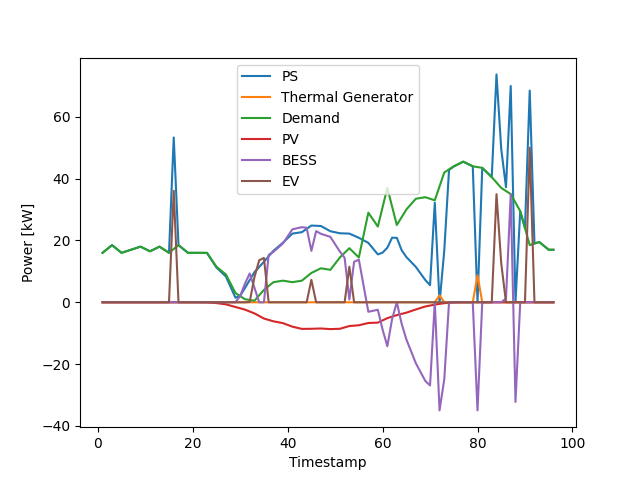 PS
Thermal Generator
Demand
PV
BESS
EV
Power [kW]
60
40
20
0
−20
−40
0 20 40 60 80 100
Timestamp